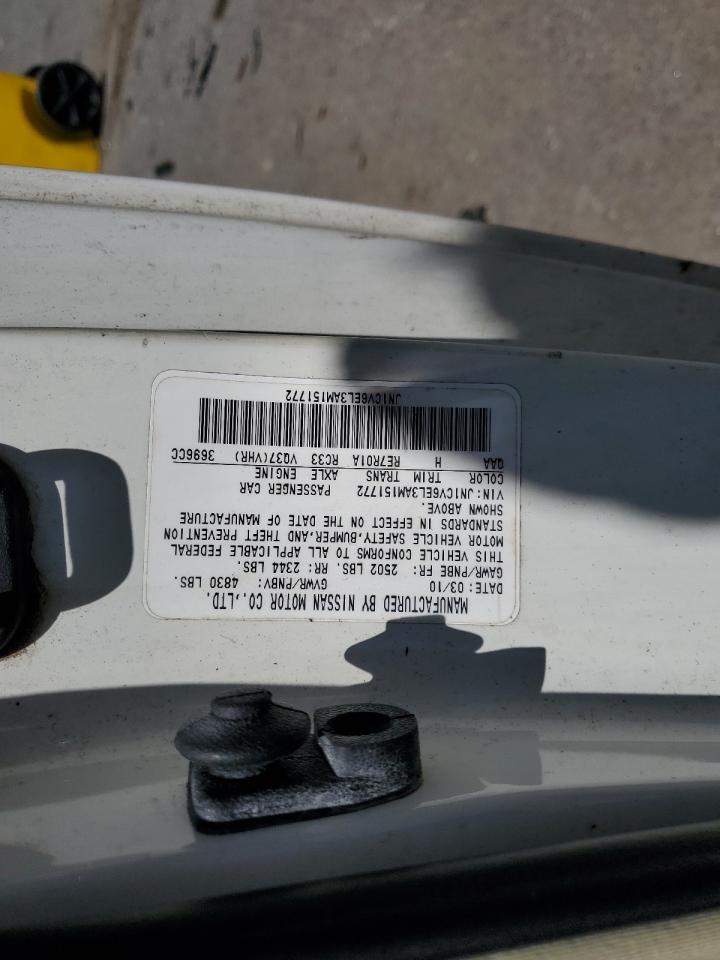 MANUFACTURED BY NISSAN MOTOR CO.,LTD.
DATE: 03/10 GVWR/PNBV: 4830 LBS.
GAWR/PNBE FR: 2502 LBS. RR: 2344 LBS.
THIS VEHICLE CONFORMS TO ALL APPLICABLE FEDERAL
MOTOR VEHICLE SAFETY,BUMPER,AND THEFT PREVENTION
STANDARDS IN EFFECT ON THE DATE OF MANUFACTURE
SHOWN ABOVE.
VIN:JN1CV6EL3AM151772 PASSENGER CAR
COLOR TRIM TRANS AXLE ENGINE
QAA H RE7R01A RC33 VQ37(VHR) 3696CC
JN1CV6EL3AM151772